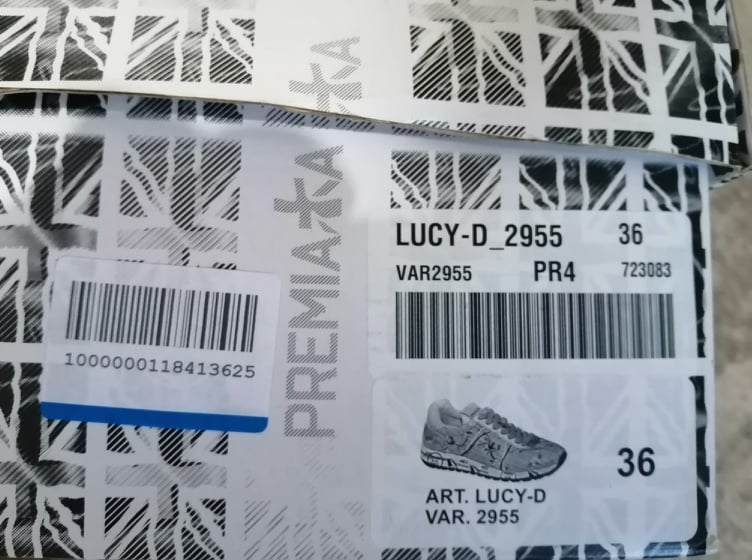 PREMIATA
LUCY-D_2955 36
VAR2955 PR4 723083
1000000118413625
36
ART. LUCY-D
VAR. 2955